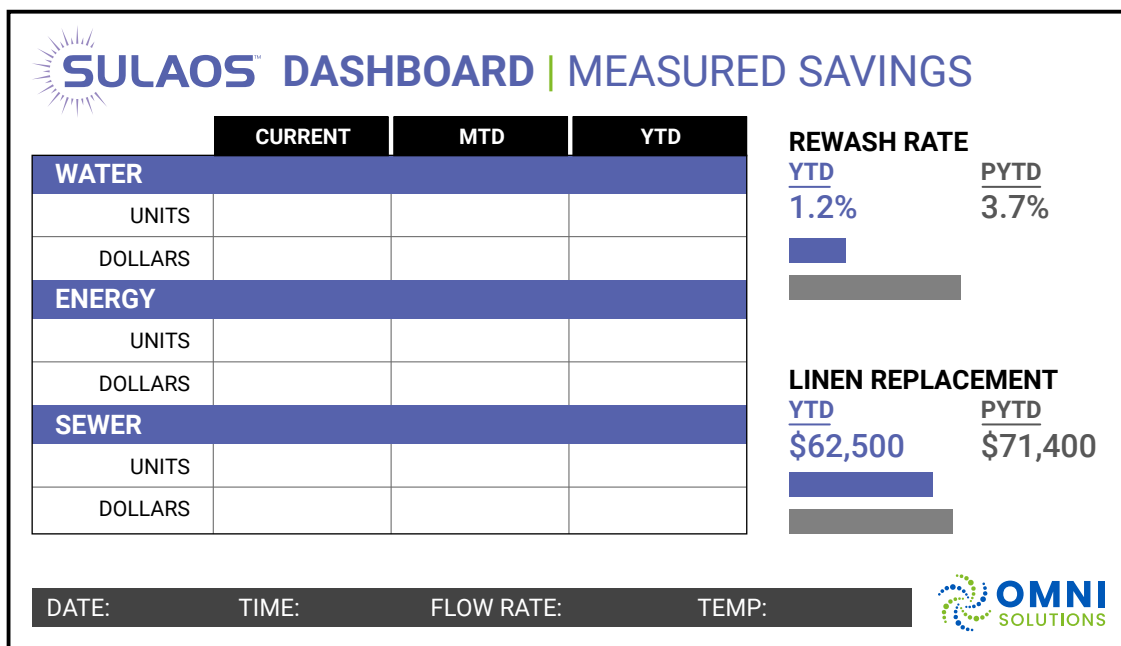 SULAOS™ DASHBOARD | MEASURED SAVINGS
CURRENT MTD YTD
WATER
UNITS
DOLLARS
ENERGY
UNITS
DOLLARS
SEWER
UNITS
DOLLARS
REWASH RATE
YTD PYTD
1.2% 3.7%
LINEN REPLACEMENT
YTD PYTD
$62,500 $71,400
DATE: TIME: FLOW RATE: TEMP:
OMNI
SOLUTIONS